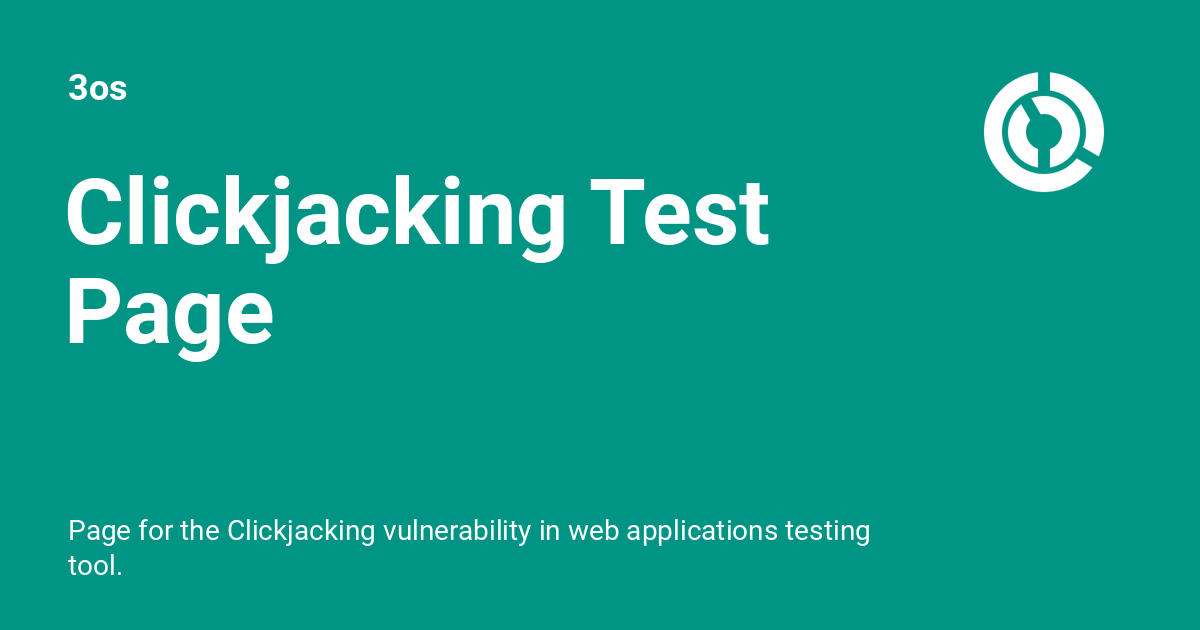 3os
Clickjacking Test
Page
Page for the Clickjacking vulnerability in web applications testing
tool.